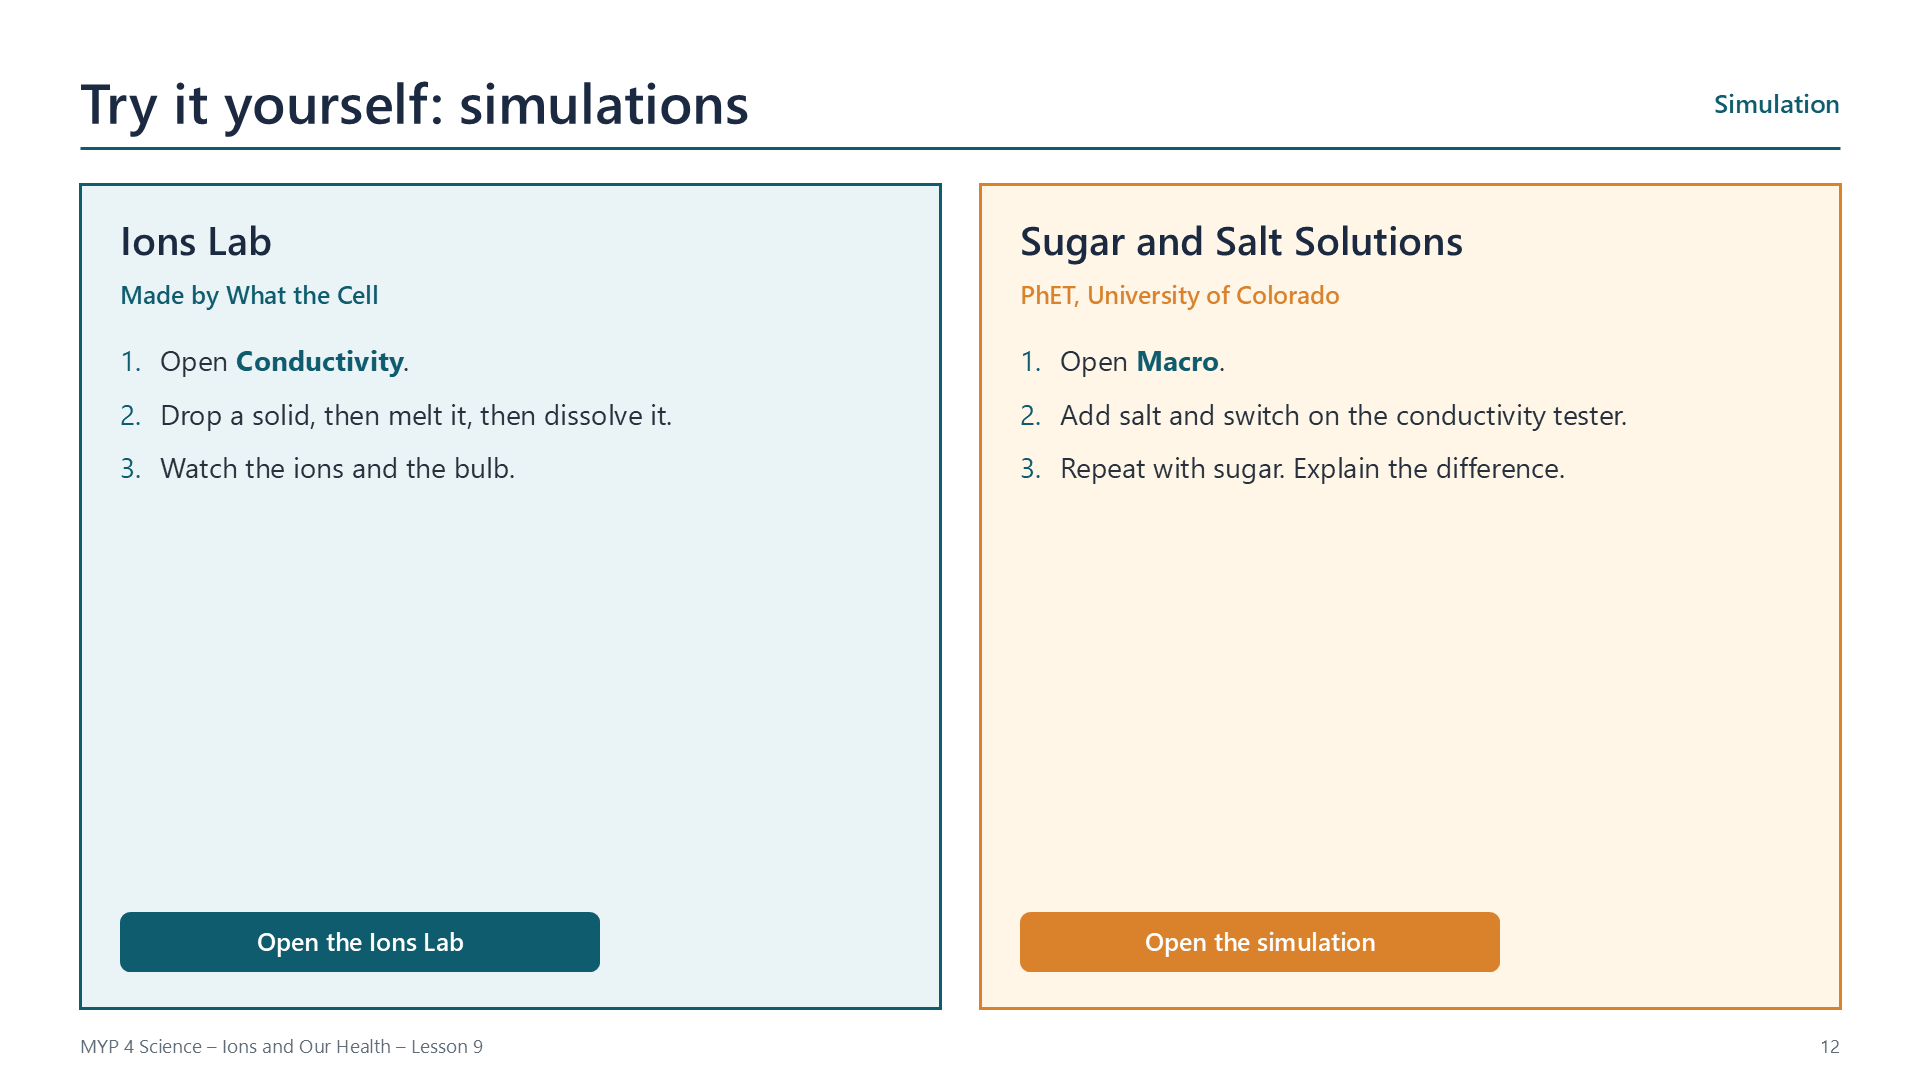 Try it yourself: simulations
Simulation
Ions Lab
Made by What the Cell
1. Open Conductivity.
2. Drop a solid, then melt it, then dissolve it.
3. Watch the ions and the bulb.
Open the Ions Lab
Sugar and Salt Solutions
PhET, University of Colorado
1. Open Macro.
2. Add salt and switch on the conductivity tester.
3. Repeat with sugar. Explain the difference.
Open the simulation
MYP 4 Science – Ions and Our Health – Lesson 9
12